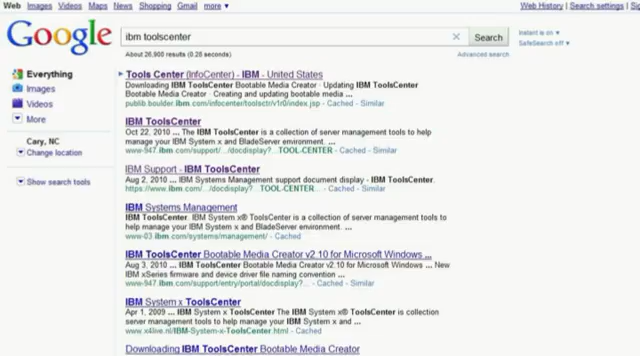 Web Images Videos Maps News Shopping Gmail more ▼ Web History | Search settings |
Google
ibm toolscenter × Search
Instant is on ▼
SafeSearch off ▼
About 26,900 results (0.28 seconds) Advanced search
Everything
Images
Videos
More
Cary, NC
Change location
Show search tools
Tools Center (InfoCenter) - IBM - United States
Downloading IBM ToolsCenter Bootable Media Creator · Updating IBM ToolsCenter
Bootable Media Creator · Creating and updating bootable media ...
publib.boulder.ibm.com/infocenter/toolsctr/v1r0/index.jsp - Cached - Similar
IBM ToolsCenter
Oct 22, 2010 ... The IBM ToolsCenter is a collection of server management tools to help
manage your IBM System x and BladeServer environment. ...
www-947.ibm.com/support/.../docdisplay?...TOOL-CENTER - Cached - Similar
IBM Support - IBM ToolsCenter
Aug 2, 2010 ... IBM Systems Management support document display - IBM ToolsCenter.
https://www.ibm.com/.../docdisplay?...TOOL-CENTER... - Cached - Similar
IBM Systems Management
IBM ToolsCenter. IBM System x® ToolsCenter is a collection of server management tools to
help manage your IBM System x and BladeServer environment. ...
www-03.ibm.com/systems/management/ - Cached
IBM ToolsCenter Bootable Media Creator v2.10 for Microsoft Windows ...
Aug 3, 2010 ... IBM ToolsCenter Bootable Media Creator v2.10 for Microsoft Windows ... New
IBM xSeries firmware and device driver file naming convention ...
www-947.ibm.com/support/entry/portal/docdisplay?... - Cached - Similar
IBM System x ToolsCenter
Apr 1, 2009 ... IBM System x ToolsCenter The IBM System x® ToolsCenter is collection
server management tools to help manage your IBM System x and ...
www.x4live.nl/IBM-System-x-ToolsCenter.html - Cached
Downloading IBM ToolsCenter Bootable Media Creator